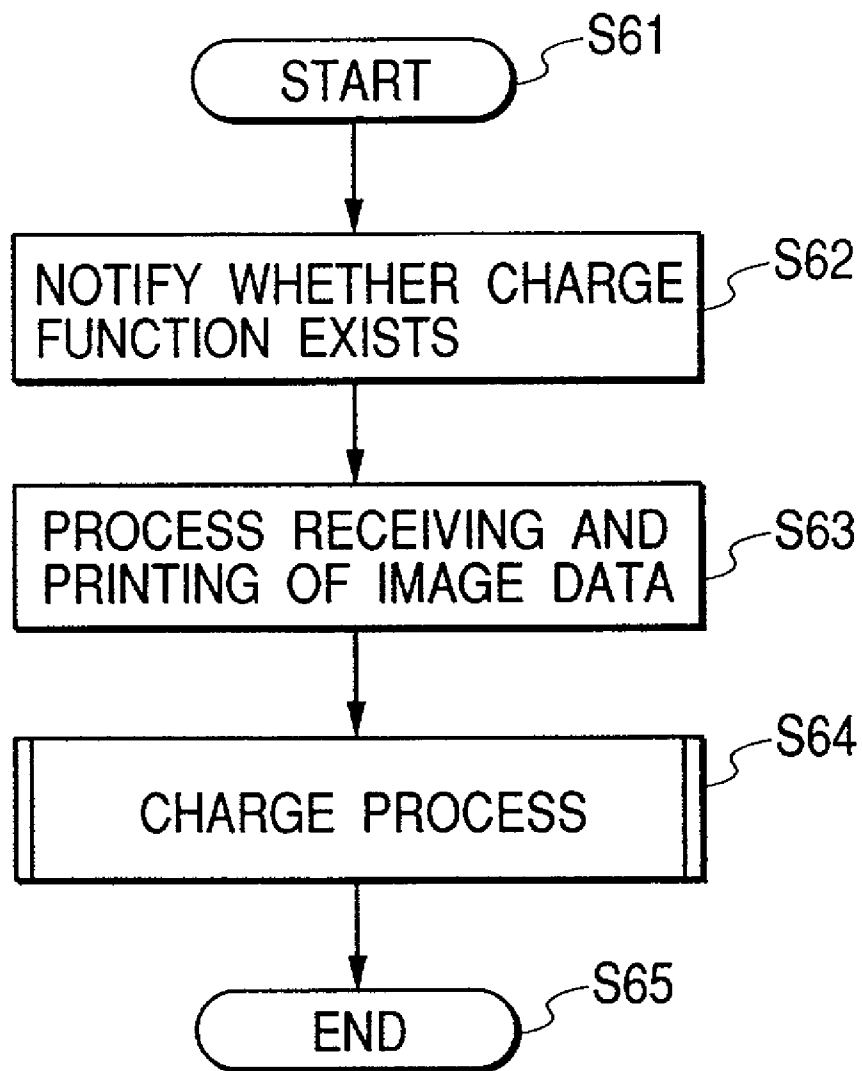 START
S61
NOTIFY WHETHER CHARGE
FUNCTION EXISTS
S62
PROCESS RECEIVING AND
PRINTING OF IMAGE DATA
S63
CHARGE PROCESS
S64
END
S65